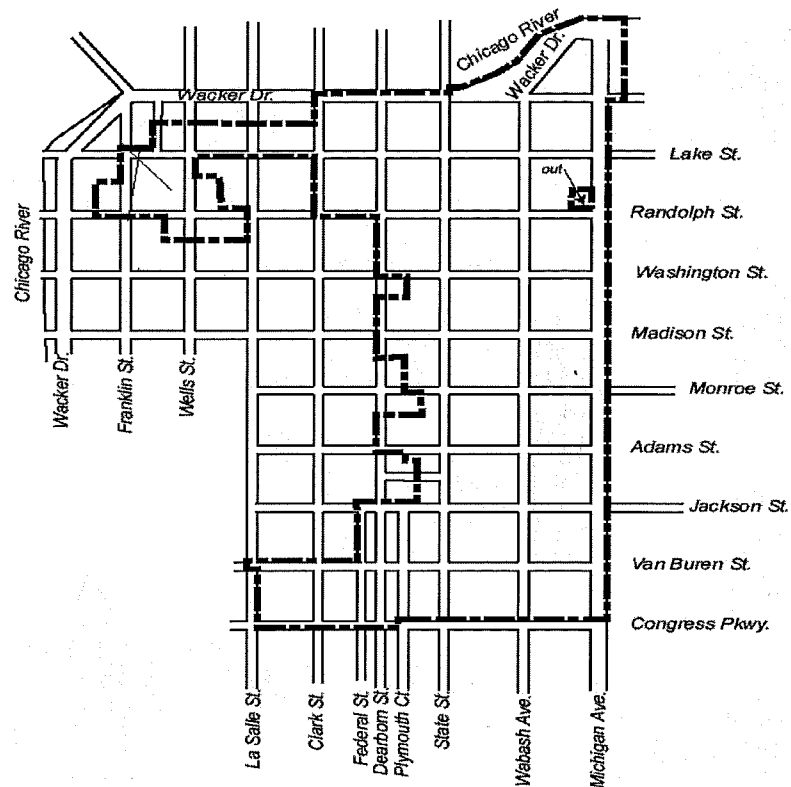 Chicago River
Wacker Dr.
Wacker Dr.
Lake St.
out
Randolph St.
Chicago River
Washington St.
Madison St.
Wacker Dr.
Franklin St.
Wells St.
Monroe St.
Adams St.
Jackson St.
Van Buren St.
Congress Pkwy.
La Salle St.
Clark St.
Federal St.
Dearborn St.
Plymouth Ct.
State St.
Wabash Ave.
Michigan Ave.